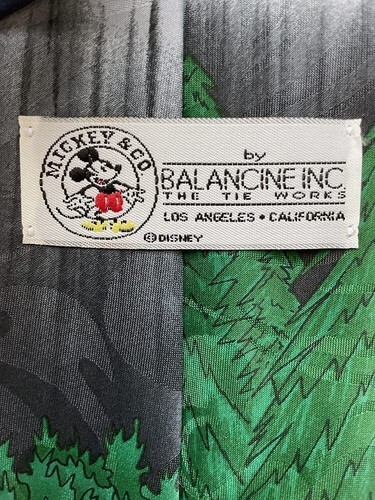 MICKEY & CO.
by
BALANCINE INC.
THE TIE WORKS
LOS ANGELES • CALIFORNIA
© DISNEY